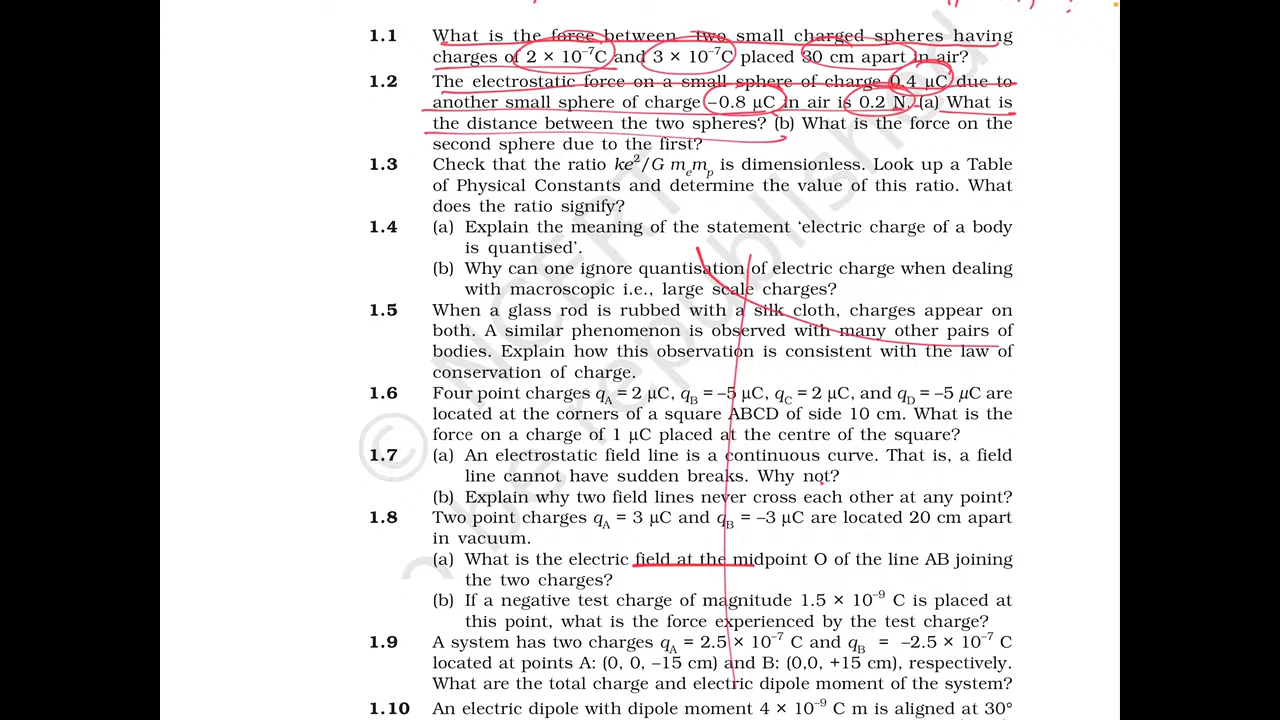 1.1 What is the force between two small charged spheres having
charges of 2 × 10⁻⁷C and 3 × 10⁻⁷C placed 30 cm apart in air?
1.2 The electrostatic force on a small sphere of charge 0.4 μC due to
another small sphere of charge –0.8 μC in air is 0.2 N. (a) What is
the distance between the two spheres? (b) What is the force on the
second sphere due to the first?
1.3 Check that the ratio ke²/G mₑmₚ is dimensionless. Look up a Table
of Physical Constants and determine the value of this ratio. What
does the ratio signify?
1.4 (a) Explain the meaning of the statement ‘electric charge of a body
is quantised’.
(b) Why can one ignore quantisation of electric charge when dealing
with macroscopic i.e., large scale charges?
1.5 When a glass rod is rubbed with a silk cloth, charges appear on
both. A similar phenomenon is observed with many other pairs of
bodies. Explain how this observation is consistent with the law of
conservation of charge.
1.6 Four point charges q_A = 2 μC, q_B = –5 μC, q_C = 2 μC, and q_D = –5 μC are
located at the corners of a square ABCD of side 10 cm. What is the
force on a charge of 1 μC placed at the centre of the square?
1.7 (a) An electrostatic field line is a continuous curve. That is, a field
line cannot have sudden breaks. Why not?
(b) Explain why two field lines never cross each other at any point?
1.8 Two point charges q_A = 3 μC and q_B = –3 μC are located 20 cm apart
in vacuum.
(a) What is the electric field at the midpoint O of the line AB joining
the two charges?
(b) If a negative test charge of magnitude 1.5 × 10⁻⁹ C is placed at
this point, what is the force experienced by the test charge?
1.9 A system has two charges q_A = 2.5 × 10⁻⁷ C and q_B = –2.5 × 10⁻⁷ C
located at points A: (0, 0, –15 cm) and B: (0,0, +15 cm), respectively.
What are the total charge and electric dipole moment of the system?
1.10 An electric dipole with dipole moment 4 × 10⁻⁹ C m is aligned at 30°
© NCERT
be republished